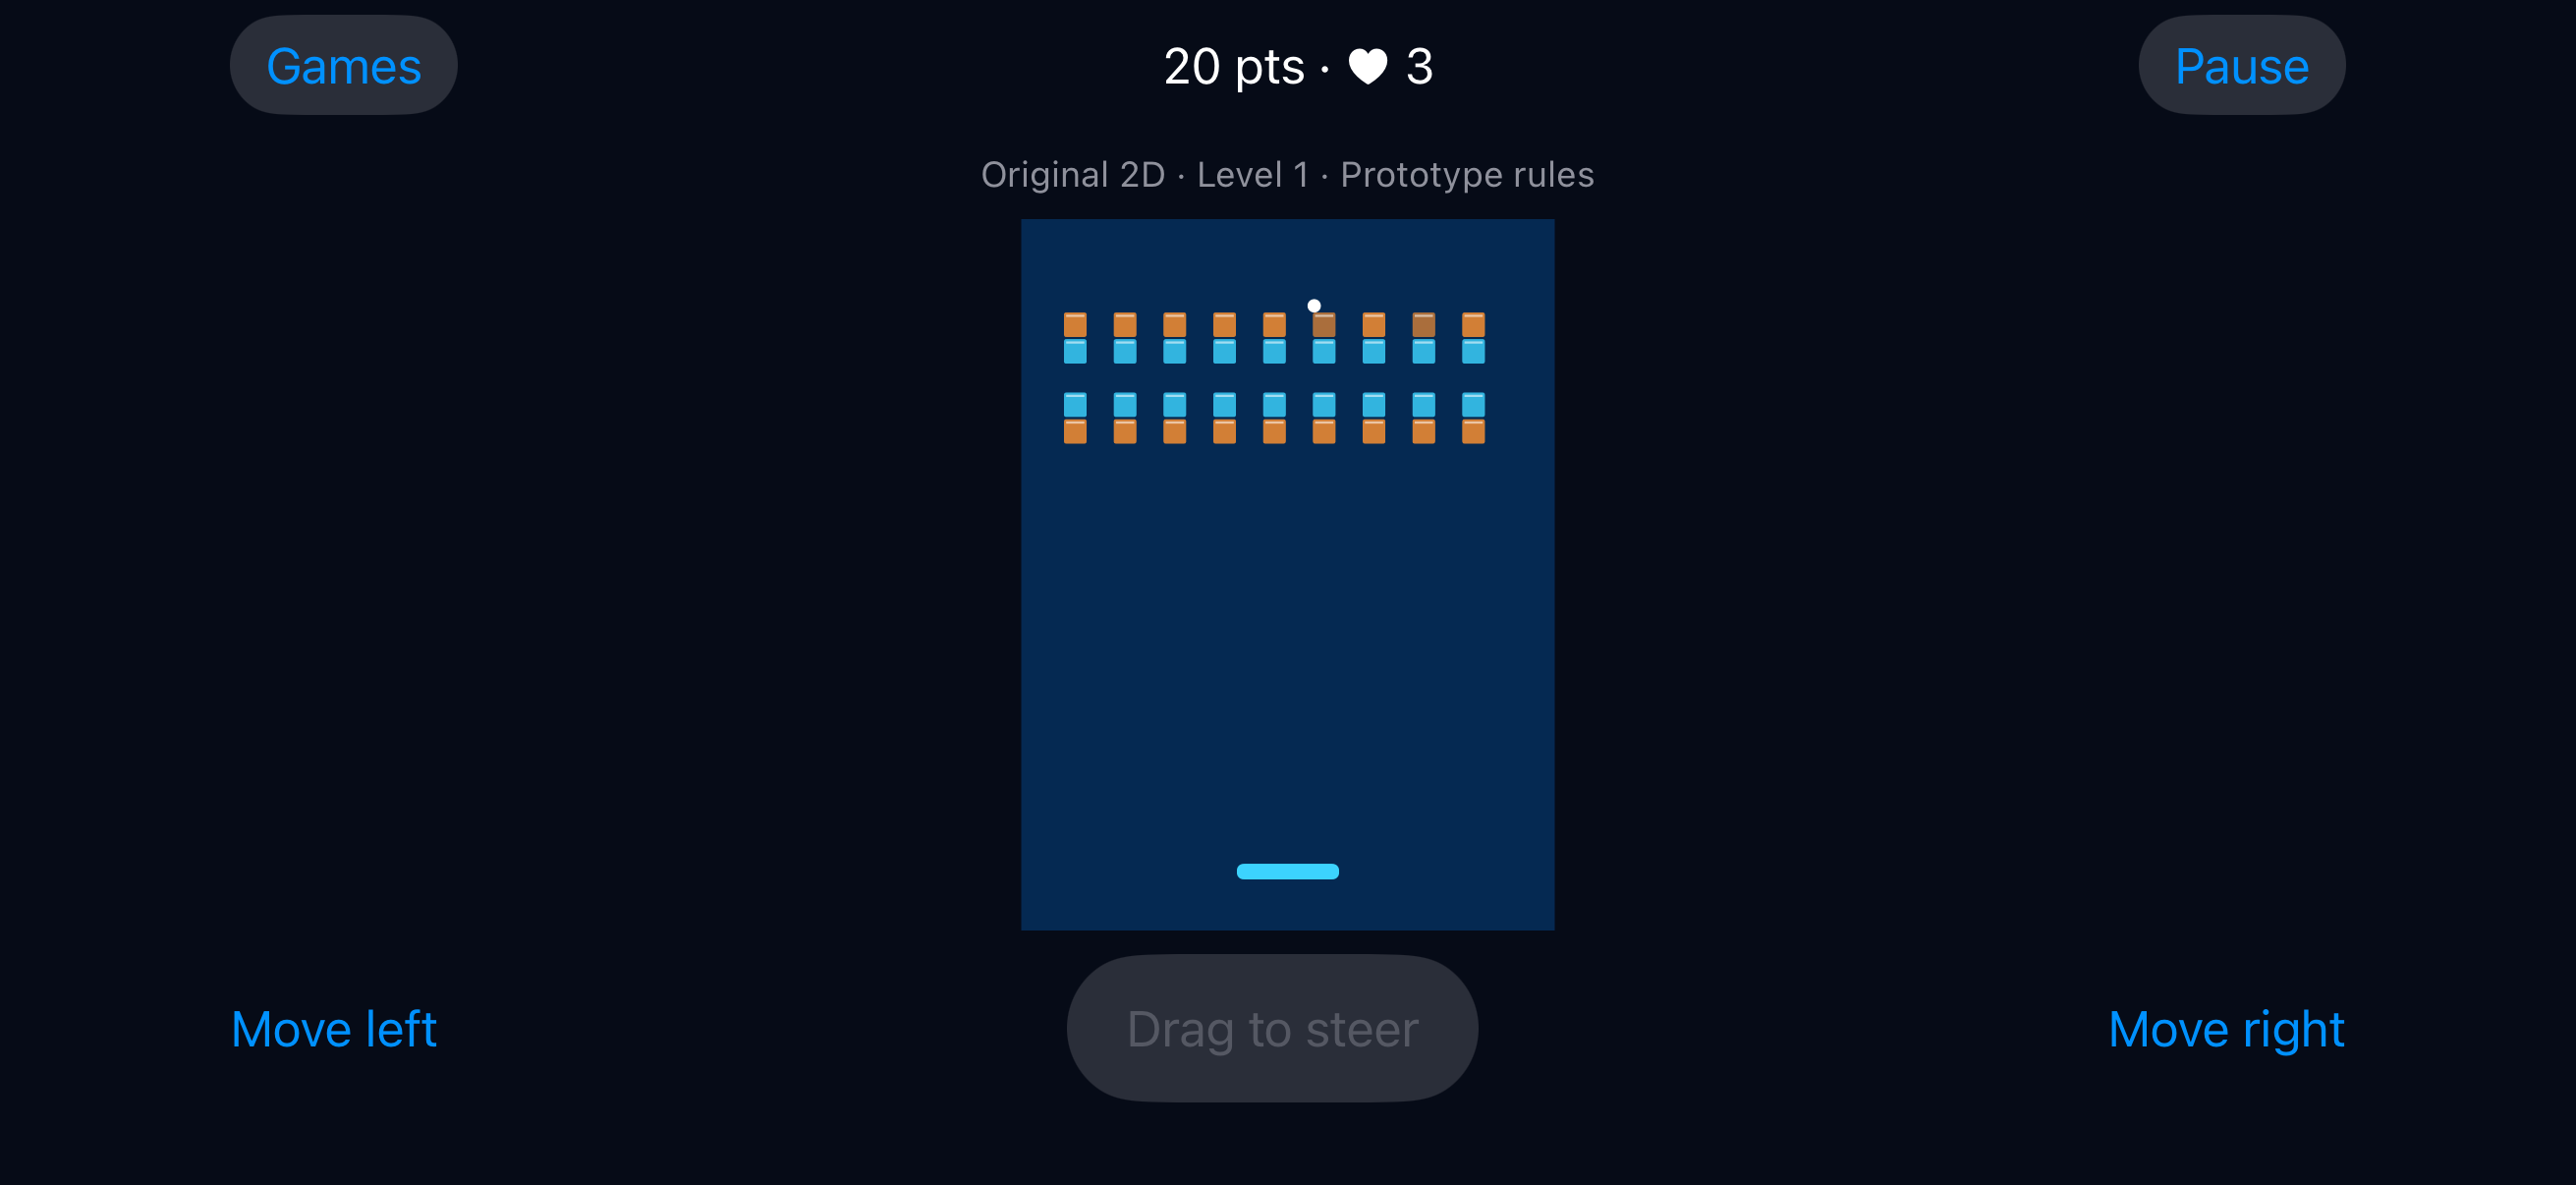 Games
20 pts · ♥ 3
Pause
Original 2D · Level 1 · Prototype rules
Move left
Drag to steer
Move right